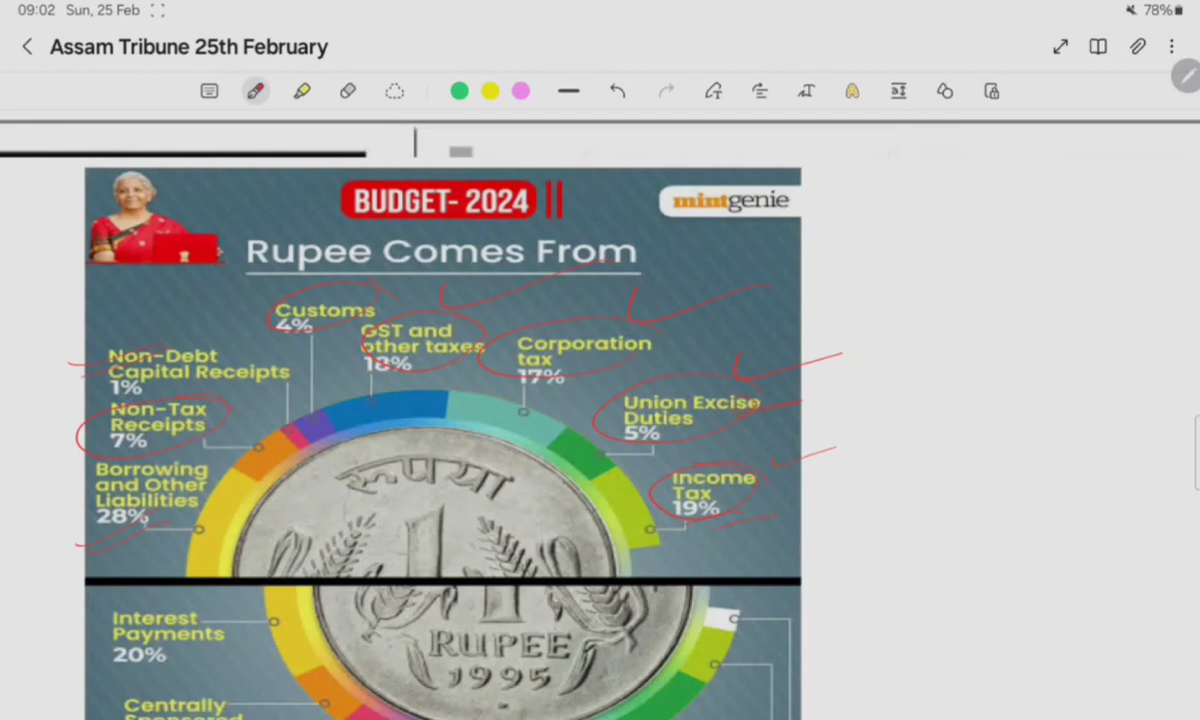 09:02 Sun, 25 Feb
78%
Assam Tribune 25th February
BUDGET- 2024
mintgenie
Rupee Comes From
Customs
4%
GST and
other taxes
18%
Corporation
tax
17%
Non-Debt
Capital Receipts
1%
Union Excise
Duties
5%
Non-Tax
Receipts
7%
Borrowing
and Other
Liabilities
28%
Income
Tax
19%
रूपया
1
Interest
Payments
20%
RUPEE
1995
Centrally
Sponsored